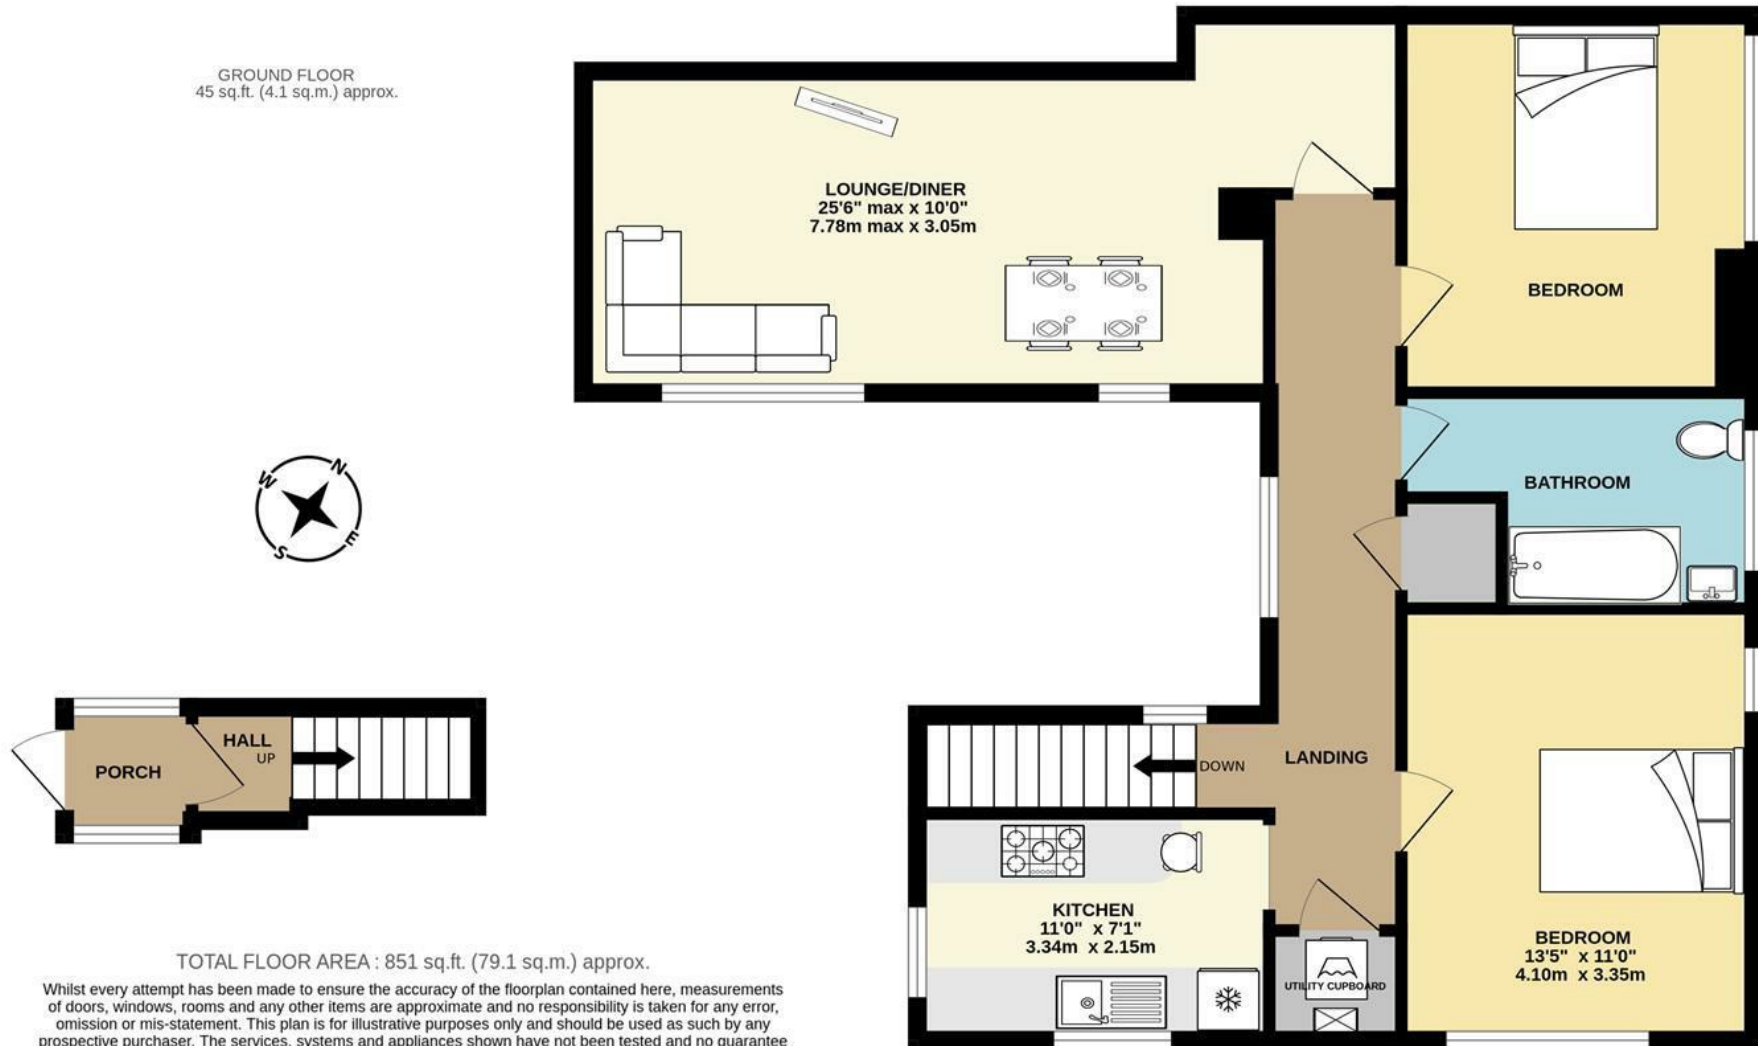 GROUND FLOOR
45 sq.ft. (4.1 sq.m.) approx.
LOUNGE/DINER
25'6" max x 10'0"
7.78m max x 3.05m
BEDROOM
BATHROOM
N
W
E
S
HALL
UP
PORCH
DOWN
LANDING
KITCHEN
11'0" x 7'1"
3.34m x 2.15m
UTILITY CUPBOARD
BEDROOM
13'5" x 11'0"
4.10m x 3.35m
TOTAL FLOOR AREA : 851 sq.ft. (79.1 sq.m.) approx.
Whilst every attempt has been made to ensure the accuracy of the floorplan contained here, measurements
of doors, windows, rooms and any other items are approximate and no responsibility is taken for any error,
omission or mis-statement. This plan is for illustrative purposes only and should be used as such by any
prospective purchaser. The services, systems and appliances shown have not been tested and no guarantee